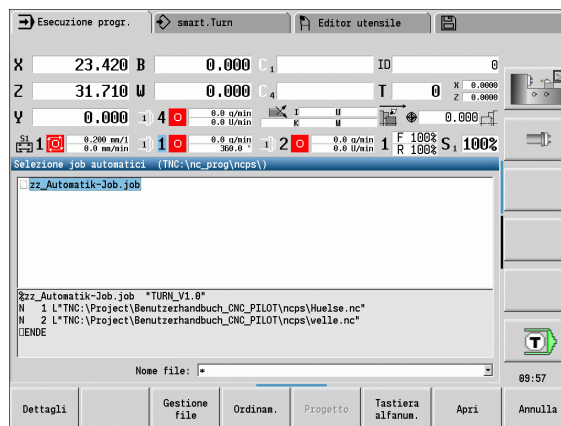 Esecuzione progr. smart.Turn Editor utensile
X 23.420 B 0.000 C1 ID 0
Z 31.710 W 0.000 C4 T 0 X 0.0000 Z 0.0000
Y 0.000 1) 4 0.0 g/min 0.0 U/min I U K W 0.000
S1 1 0.200 mm/1 0.0 mm/min 1) 1 0.0 g/min 360.0 ° 1) 2 0.0 g/min 0.0 U/min 1 F 100% R 100% S1 100%
Selezione job automatici (TNC:\nc_prog\ncps\)
zz_Automatik-Job.job
%zz_Automatik-Job.job "TURN_V1.0"
N 1 L"TNC:\Project\Benutzerhandbuch_CNC_PILOT\ncps\Huelse.nc"
N 2 L"TNC:\Project\Benutzerhandbuch_CNC_PILOT\ncps\welle.nc"
ENDE
Nome file: *
T
09:57
Dettagli Gestione file Ordinam. Progetto Tastiera alfanum. Apri Annulla